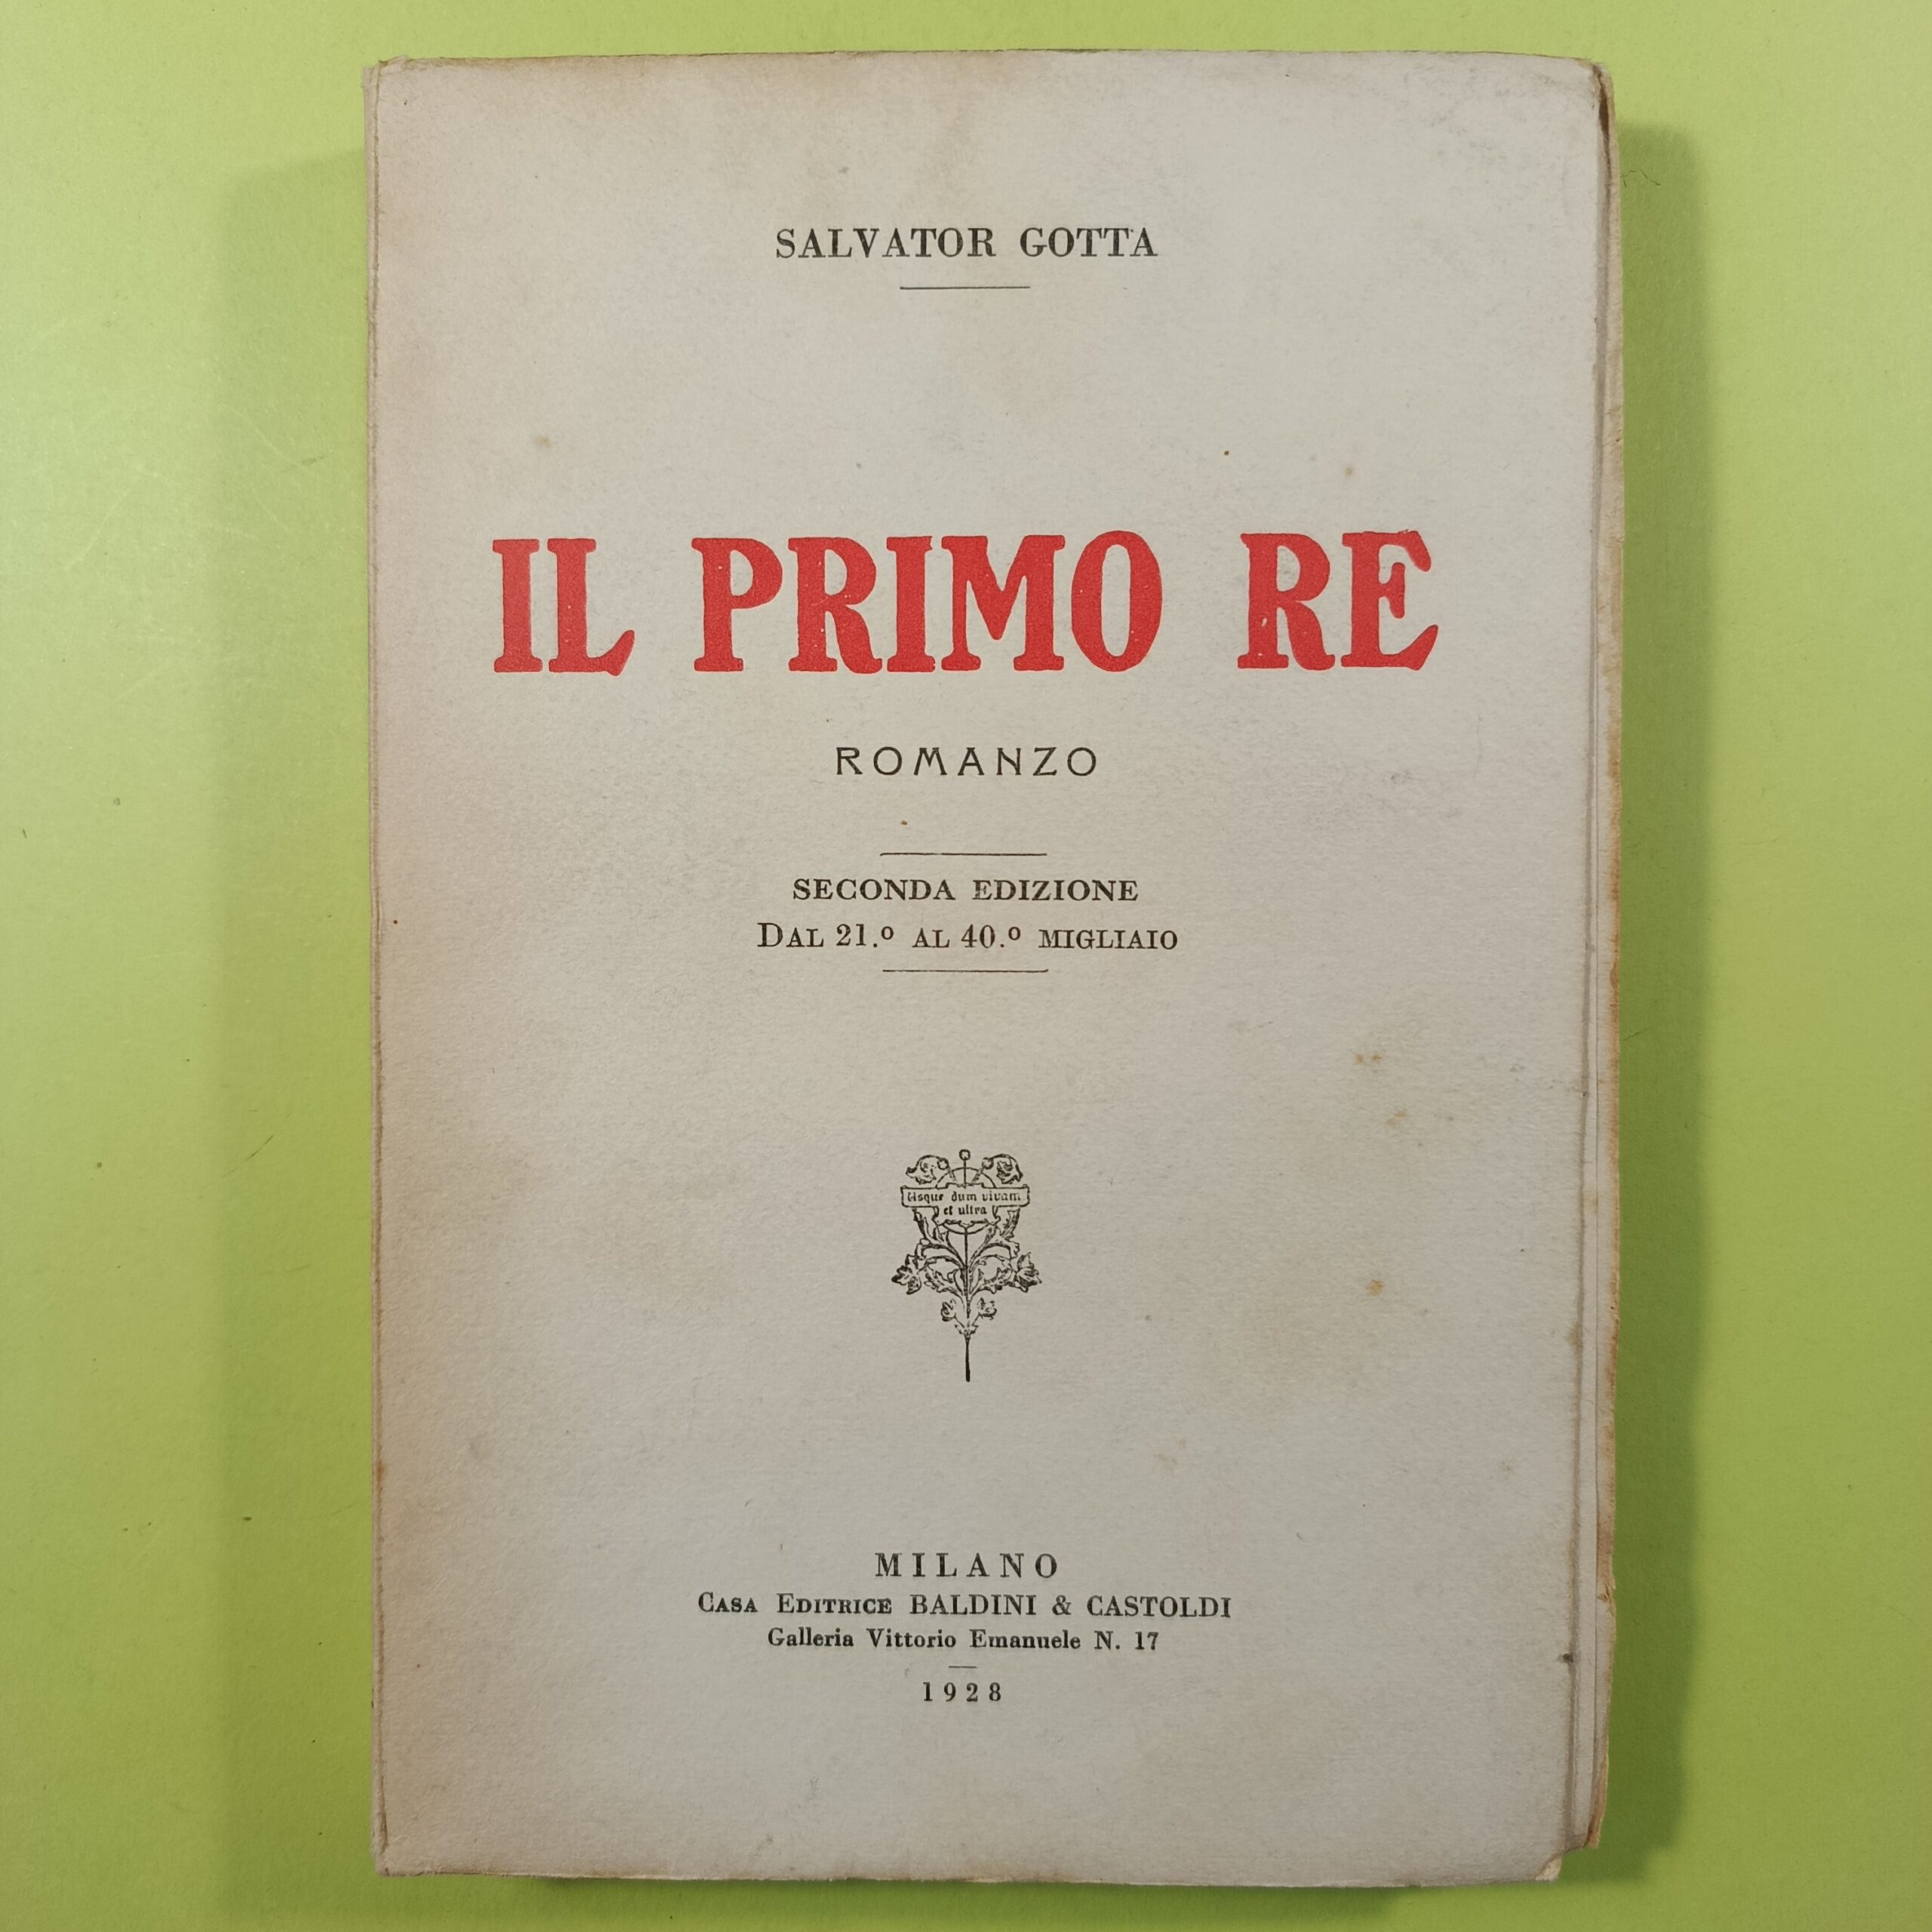 SALVATOR GOTTA
IL PRIMO RE
ROMANZO
SECONDA EDIZIONE
DAL 21.º AL 40.º MIGLIAIO
Usque dum vivam
et ultra
MILANO
CASA EDITRICE BALDINI & CASTOLDI
Galleria Vittorio Emanuele N. 17
1928